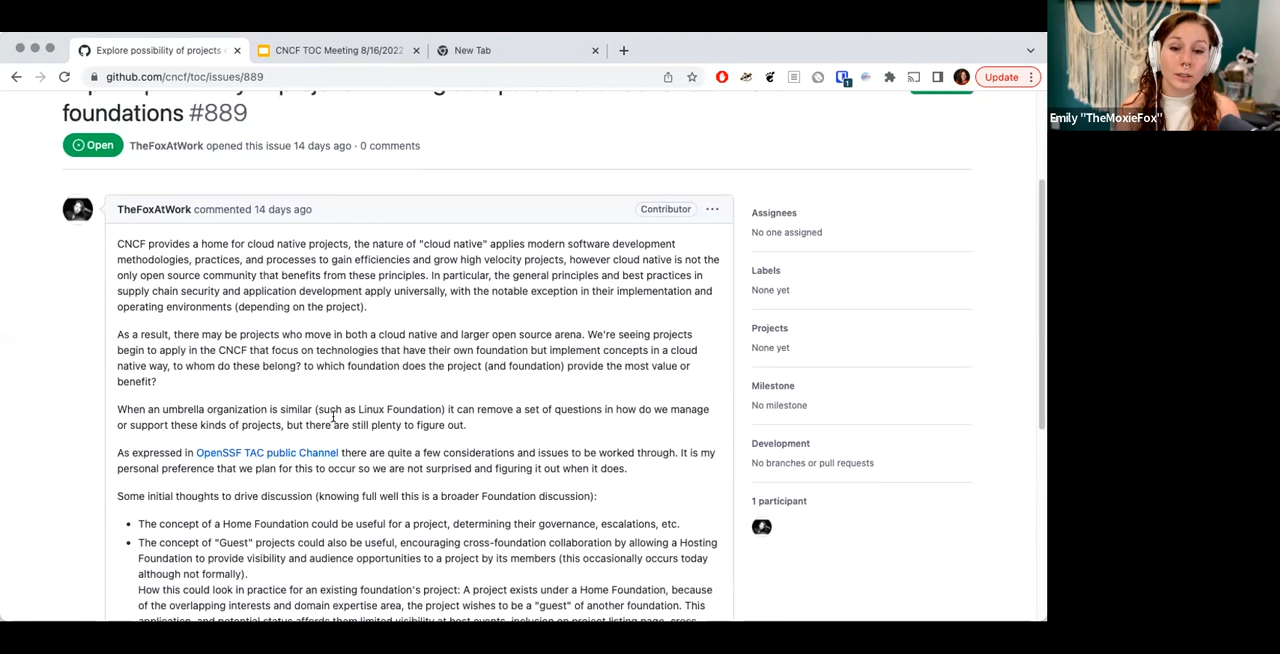 Explore possibility of projects
CNCF TOC Meeting 8/16/2022
New Tab
github.com/cncf/toc/issues/889
Update
Emily "TheMoxieFox"
foundations #889
Open
TheFoxAtWork opened this issue 14 days ago · 0 comments
TheFoxAtWork commented 14 days ago
Contributor
CNCF provides a home for cloud native projects, the nature of "cloud native" applies modern software development
methodologies, practices, and processes to gain efficiencies and grow high velocity projects, however cloud native is not the
only open source community that benefits from these principles. In particular, the general principles and best practices in
supply chain security and application development apply universally, with the notable exception in their implementation and
operating environments (depending on the project).
As a result, there may be projects who move in both a cloud native and larger open source arena. We're seeing projects
begin to apply in the CNCF that focus on technologies that have their own foundation but implement concepts in a cloud
native way, to whom do these belong? to which foundation does the project (and foundation) provide the most value or
benefit?
When an umbrella organization is similar (such as Linux Foundation) it can remove a set of questions in how do we manage
or support these kinds of projects, but there are still plenty to figure out.
As expressed in OpenSSF TAC public Channel there are quite a few considerations and issues to be worked through. It is my
personal preference that we plan for this to occur so we are not surprised and figuring it out when it does.
Some initial thoughts to drive discussion (knowing full well this is a broader Foundation discussion):
• The concept of a Home Foundation could be useful for a project, determining their governance, escalations, etc.
• The concept of "Guest" projects could also be useful, encouraging cross-foundation collaboration by allowing a Hosting
Foundation to provide visibility and audience opportunities to a project by its members (this occasionally occurs today
although not formally).
How this could look in practice for an existing foundation's project: A project exists under a Home Foundation, because
of the overlapping interests and domain expertise area, the project wishes to be a "guest" of another foundation. This
application, and potential status affords them limited visibility at host events, inclusion on project listing page, cross
Assignees
No one assigned
Labels
None yet
Projects
None yet
Milestone
No milestone
Development
No branches or pull requests
1 participant